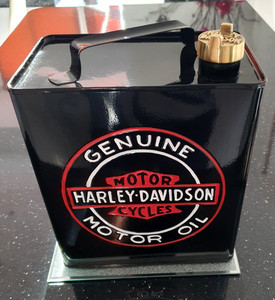 GENUINE
MOTOR
HARLEY-DAVIDSON
CYCLES
MOTOR OIL